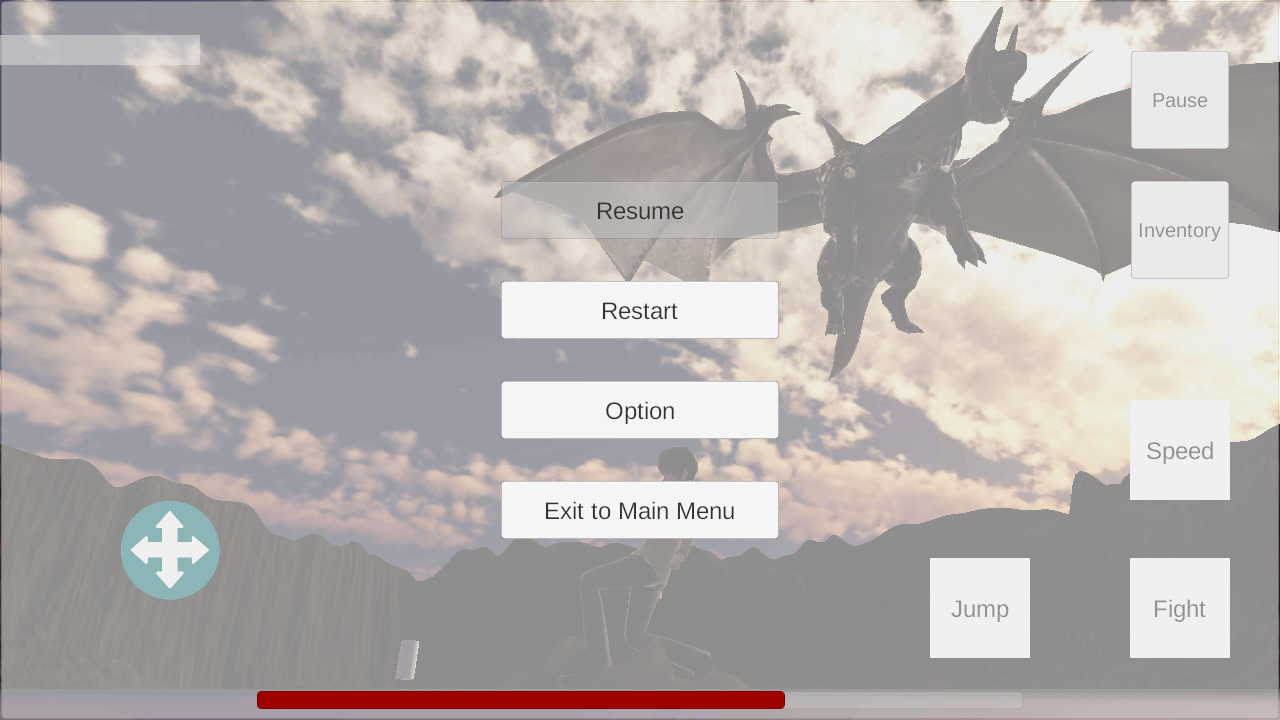 Pause
Resume
Inventory
Restart
Option
Speed
Exit to Main Menu
Jump
Fight